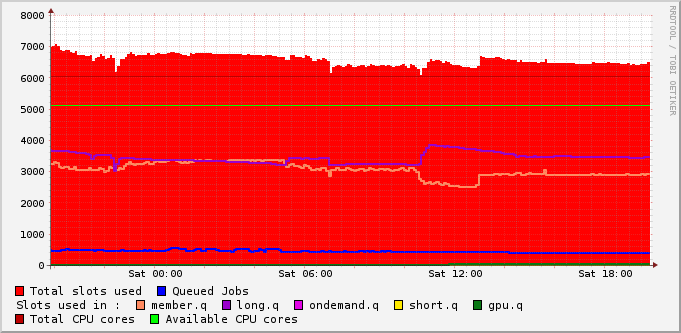 8000
7000
6000
5000
4000
3000
2000
1000
0
Sat 00:00 Sat 06:00 Sat 12:00 Sat 18:00
Total slots used Queued Jobs
Slots used in : member.q long.q ondemand.q short.q gpu.q
Total CPU cores Available CPU cores
RRDTOOL / TOBI OETIKER